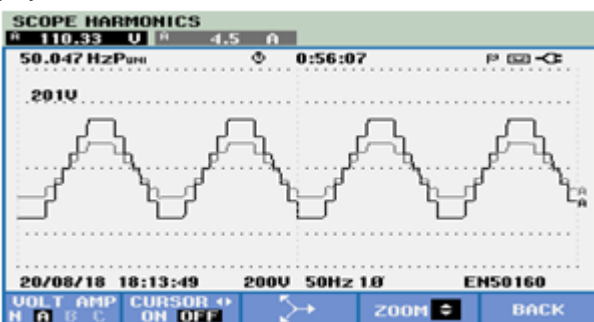 SCOPE HARMONICS
A 110.33 V A 4.5 A
50.047 Hz PUNI 0:56:07 P
201V
A
A
20/08/18 18:13:49 200V 50Hz 1Ø EN50160
VOLT AMP CURSOR ZOOM BACK
N A B C ON OFF